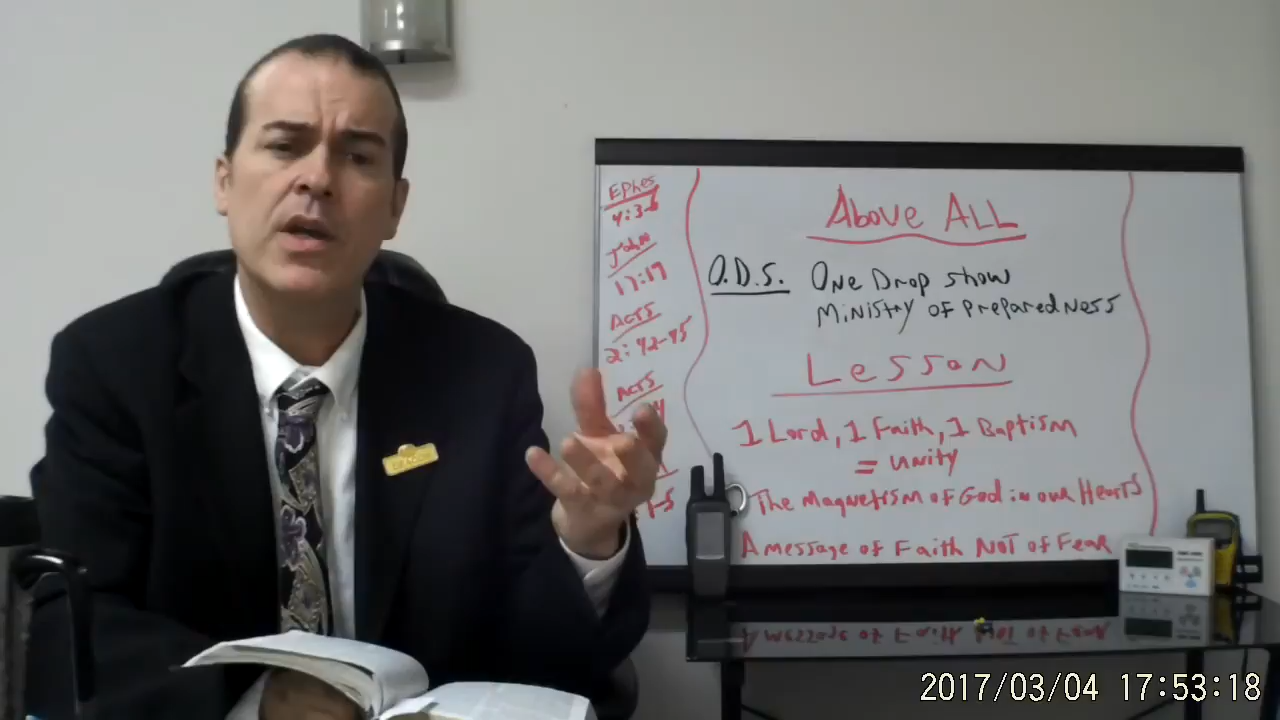 Ephes
4:3-6
John
17:17
Acts
2:42-45
Acts
Above ALL
O.D.S. One Drop show
Ministry of Preparedness
Lesson
1 Lord, 1 Faith, 1 Baptism
= unity
The Magnetism of God in our Hearts
A message of Faith Not of Fear
2017/03/04 17:53:18